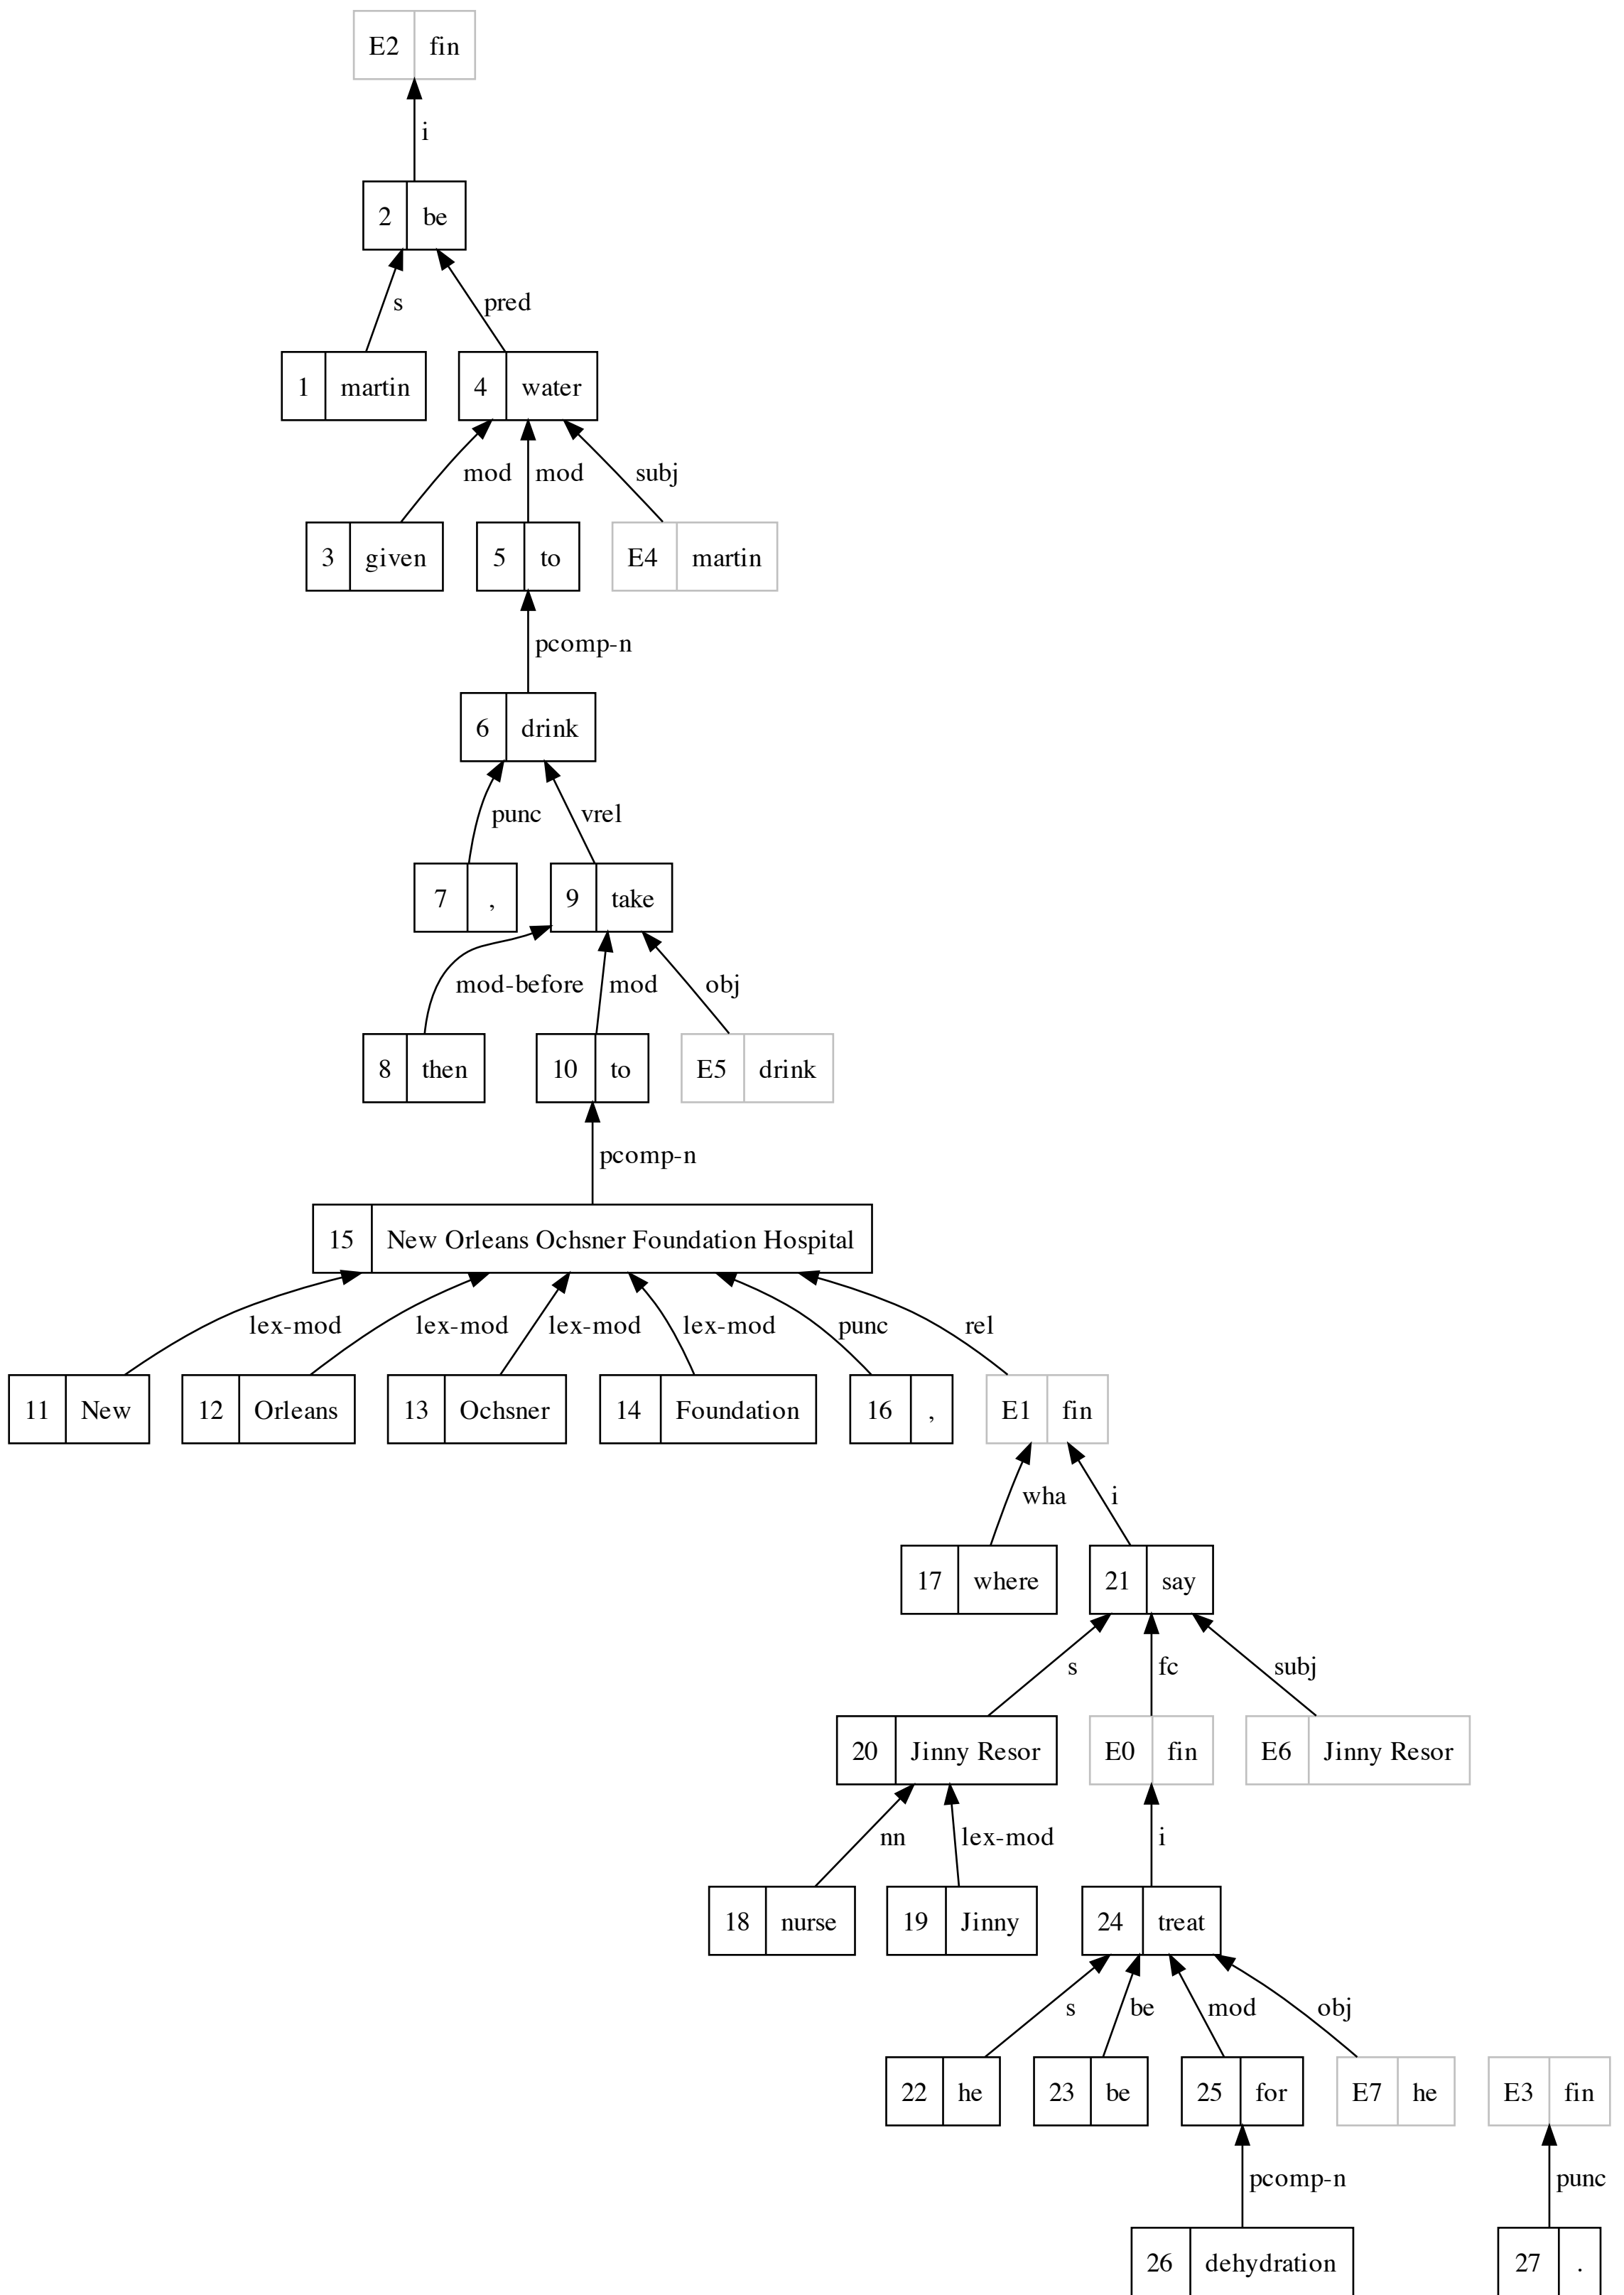 E2 fin
i
2 be
s pred
1 martin 4 water
mod mod subj
3 given 5 to E4 martin
pcomp-n
6 drink
punc vrel
7 , 9 take
mod-before mod obj
8 then 10 to E5 drink
pcomp-n
15 New Orleans Ochsner Foundation Hospital
lex-mod lex-mod lex-mod lex-mod punc rel
11 New 12 Orleans 13 Ochsner 14 Foundation 16 , E1 fin
wha i
17 where 21 say
s fc subj
20 Jinny Resor E0 fin E6 Jinny Resor
nn lex-mod i
18 nurse 19 Jinny 24 treat
s be mod obj
22 he 23 be 25 for E7 he E3 fin
pcomp-n punc
26 dehydration 27 .